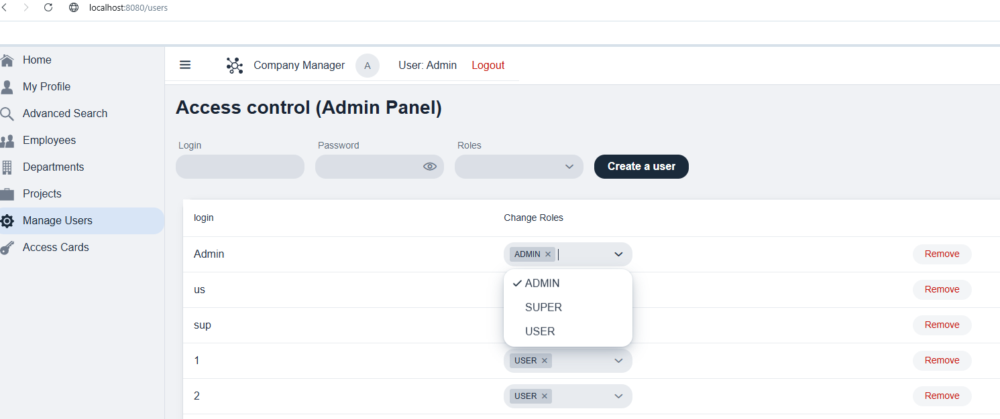 localhost:8080/users
Home
My Profile
Advanced Search
Employees
Departments
Projects
Manage Users
Access Cards
Company Manager A User: Admin Logout
Access control (Admin Panel)
Login Password Roles
Create a user
login Change Roles
Admin ADMIN Remove
ADMIN
SUPER
USER
us Remove
sup Remove
1 USER Remove
2 USER Remove